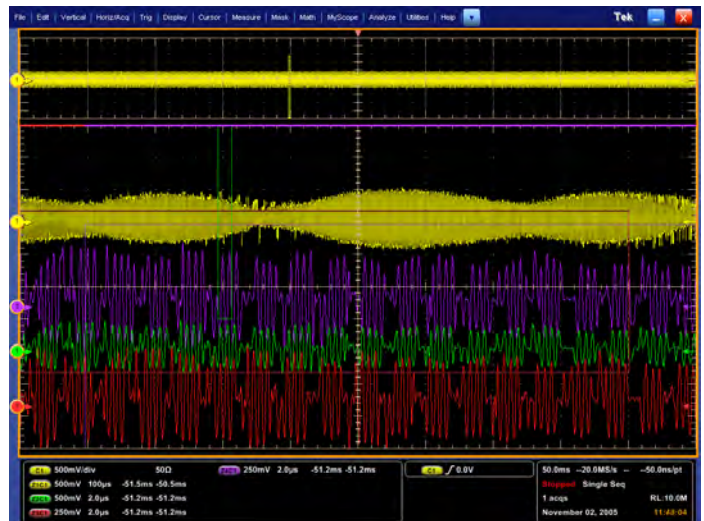 File | Edit | Vertical | Horiz/Acq | Trig | Display | Cursor | Measure | Mask | Math | MyScope | Analyze | Utilities | Help
Tek
C1 500mV/div 50Ω
Z1C1 500mV 100µs -51.5ms -50.5ms
Z2C1 500mV 2.0µs -51.2ms -51.2ms
Z3C1 250mV 2.0µs -51.2ms -51.2ms
250mV 2.0µs -51.2ms -51.2ms
C1 0.0V
50.0ms --20.0MS/s -- --50.0ns/pt
Stopped Single Seq
1 acqs RL:10.0M
November 02, 2005 11:48:04